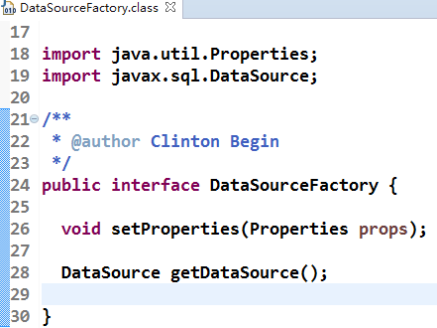 DataSourceFactory.class
17
18 import java.util.Properties;
19 import javax.sql.DataSource;
20
21 /**
22  * @author Clinton Begin
23  */
24 public interface DataSourceFactory {
25
26   void setProperties(Properties props);
27
28   DataSource getDataSource();
29
30 }